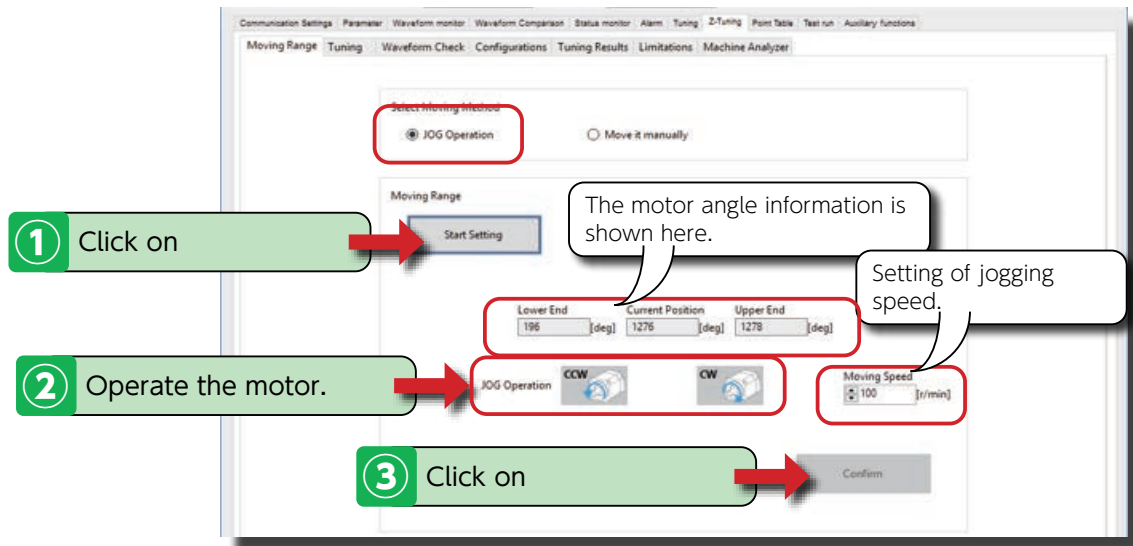 Communication Settings Parameter Waveform monitor Waveform Comparison Status monitor Alarm Tuning Z-Tuning Point Table Test run Auxiliary functions
Moving Range Tuning Waveform Check Configurations Tuning Results Limitations Machine Analyzer
Select Moving Method
JOG Operation Move it manually
Moving Range
The motor angle information is
shown here.
① Click on
Start Setting
Setting of jogging
speed.
Lower End Current Position Upper End
196 [deg] 1276 [deg] 1278 [deg]
② Operate the motor.
JOG Operation CCW CW
Moving Speed
100 [r/min]
③ Click on
Confirm